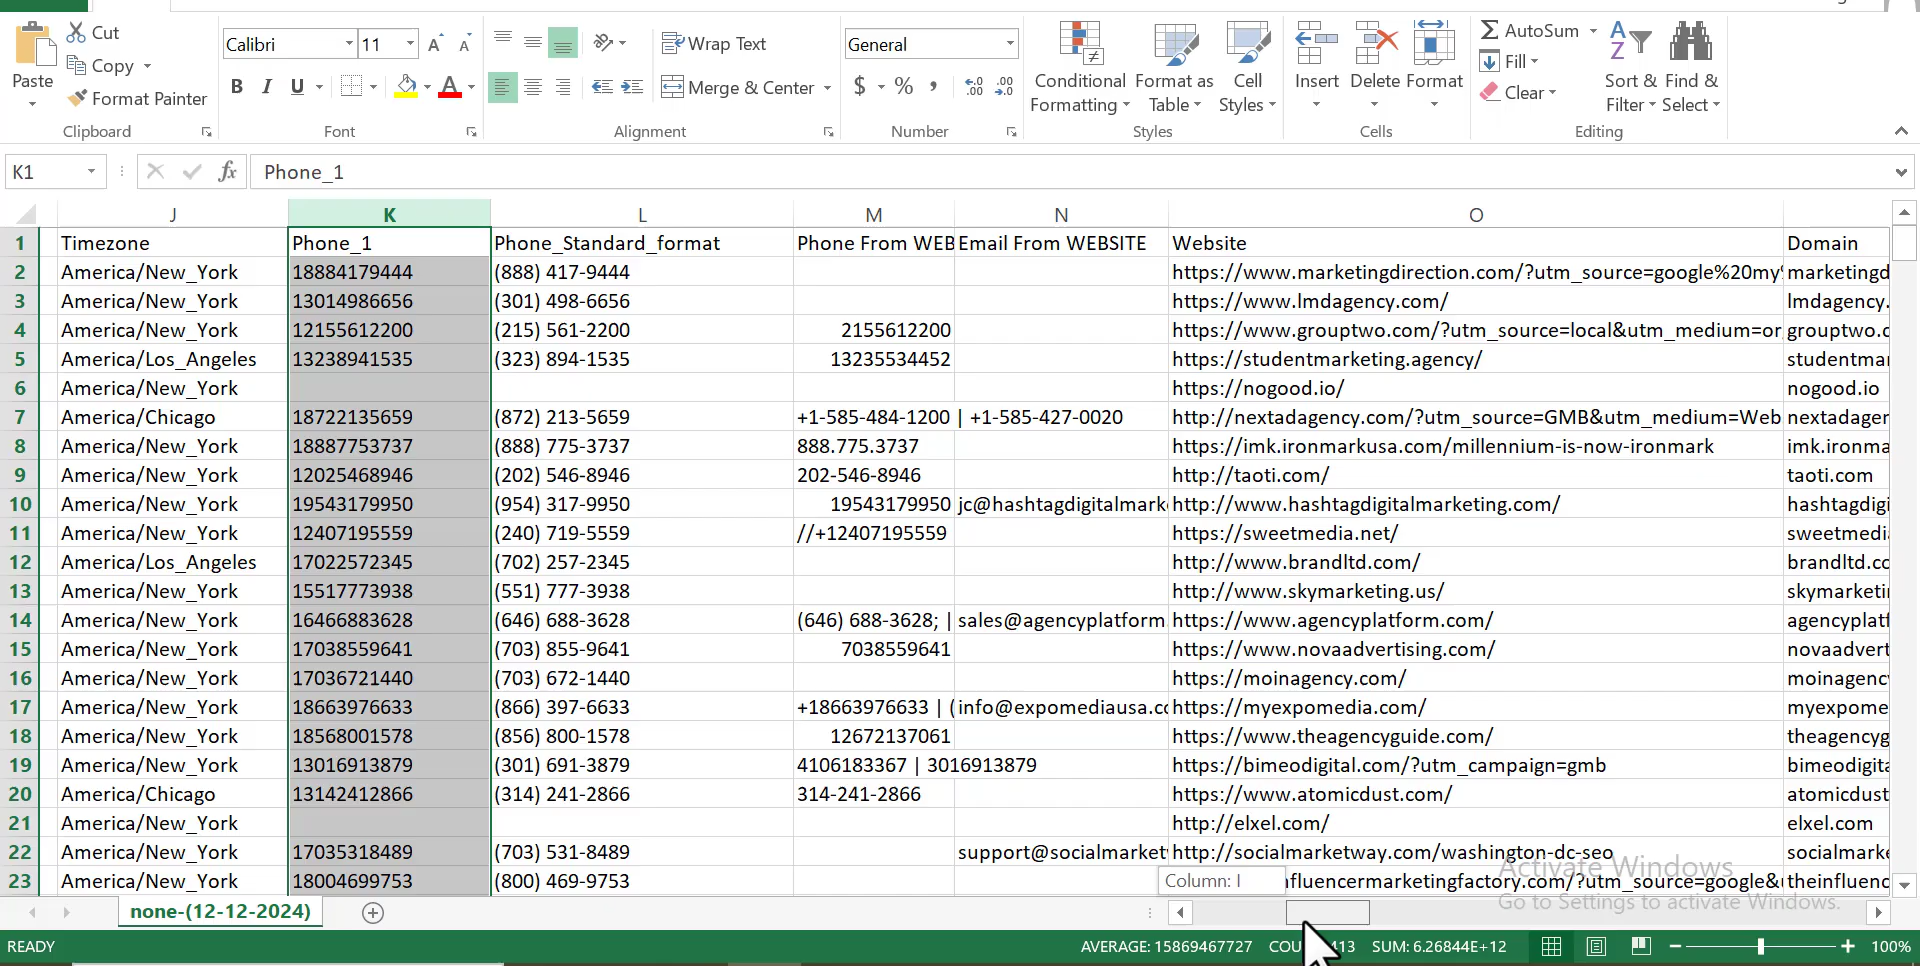 Cut
Copy
Format Painter
Paste
Clipboard
Calibri
11
A A
B I U A
Font
Wrap Text
Merge & Center
Alignment
General
$ % , .0 .00
Number
Conditional Formatting
Format as Table
Cell Styles
Styles
Insert
Delete
Format
Cells
AutoSum
Fill
Clear
Sort & Filter
Find & Select
Editing
K1 fx Phone_1
J K L M N O
1 Timezone Phone_1 Phone_Standard_format Phone From WEB Email From WEBSITE Website Domain
2 America/New_York 18884179444 (888) 417-9444 https://www.marketingdirection.com/?utm_source=google%20my marketingd
3 America/New_York 13014986656 (301) 498-6656 https://www.lmdagency.com/ lmdagency.
4 America/New_York 12155612200 (215) 561-2200 2155612200 https://www.grouptwo.com/?utm_source=local&utm_medium=or grouptwo.c
5 America/Los_Angeles 13238941535 (323) 894-1535 13235534452 https://studentmarketing.agency/ studentmar
6 America/New_York https://nogood.io/ nogood.io
7 America/Chicago 18722135659 (872) 213-5659 +1-585-484-1200 | +1-585-427-0020 http://nextadagency.com/?utm_source=GMB&utm_medium=Web nextadager
8 America/New_York 18887753737 (888) 775-3737 888.775.3737 https://imk.ironmarkusa.com/millennium-is-now-ironmark imk.ironma
9 America/New_York 12025468946 (202) 546-8946 202-546-8946 http://taoti.com/ taoti.com
10 America/New_York 19543179950 (954) 317-9950 19543179950 jc@hashtagdigitalmark http://www.hashtagdigitalmarketing.com/ hashtagdigi
11 America/New_York 12407195559 (240) 719-5559 //+12407195559 https://sweetmedia.net/ sweetmedi
12 America/Los_Angeles 17022572345 (702) 257-2345 http://www.brandltd.com/ brandltd.cc
13 America/New_York 15517773938 (551) 777-3938 http://www.skymarketing.us/ skymarketi
14 America/New_York 16466883628 (646) 688-3628 (646) 688-3628; | sales@agencyplatform. https://www.agencyplatform.com/ agencyplatf
15 America/New_York 17038559641 (703) 855-9641 7038559641 https://www.novaadvertising.com/ novaadvert
16 America/New_York 17036721440 (703) 672-1440 https://moinagency.com/ moinagenc
17 America/New_York 18663976633 (866) 397-6633 +18663976633 | ( info@expomediausa.cc https://myexpomedia.com/ myexpome
18 America/New_York 18568001578 (856) 800-1578 12672137061 https://www.theagencyguide.com/ theagencyg
19 America/New_York 13016913879 (301) 691-3879 4106183367 | 3016913879 https://bimeodigital.com/?utm_campaign=gmb bimeodigita
20 America/Chicago 13142412866 (314) 241-2866 314-241-2866 https://www.atomicdust.com/ atomicdust
21 America/New_York http://elxel.com/ elxel.com
22 America/New_York 17035318489 (703) 531-8489 support@socialmarket http://socialmarketway.com/washington-dc-seo socialmarke
23 America/New_York 18004699753 (800) 469-9753 nfluencermarketingfactory.com/?utm_source=google&u theinfluenc
Column: I
Activate Windows
Go to Settings to activate Windows.
none-(12-12-2024)
READY AVERAGE: 15869467727 COU 413 SUM: 6.26844E+12 100%